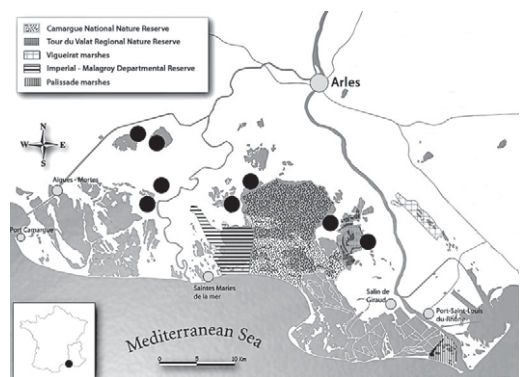 Camargue National Nature Reserve
Tour du Valat Regional Nature Reserve
Vigueirat marshes
Imperial - Malagroy Departmental Reserve
Palissade marshes
Arles
N
W E
S
Aigues - Mortes
Port Camargue
Saintes Maries
de la mer
Salin de
Giraud
Port-Saint-Louis
du-Rhône
Mediterranean Sea
0 5 10 Km